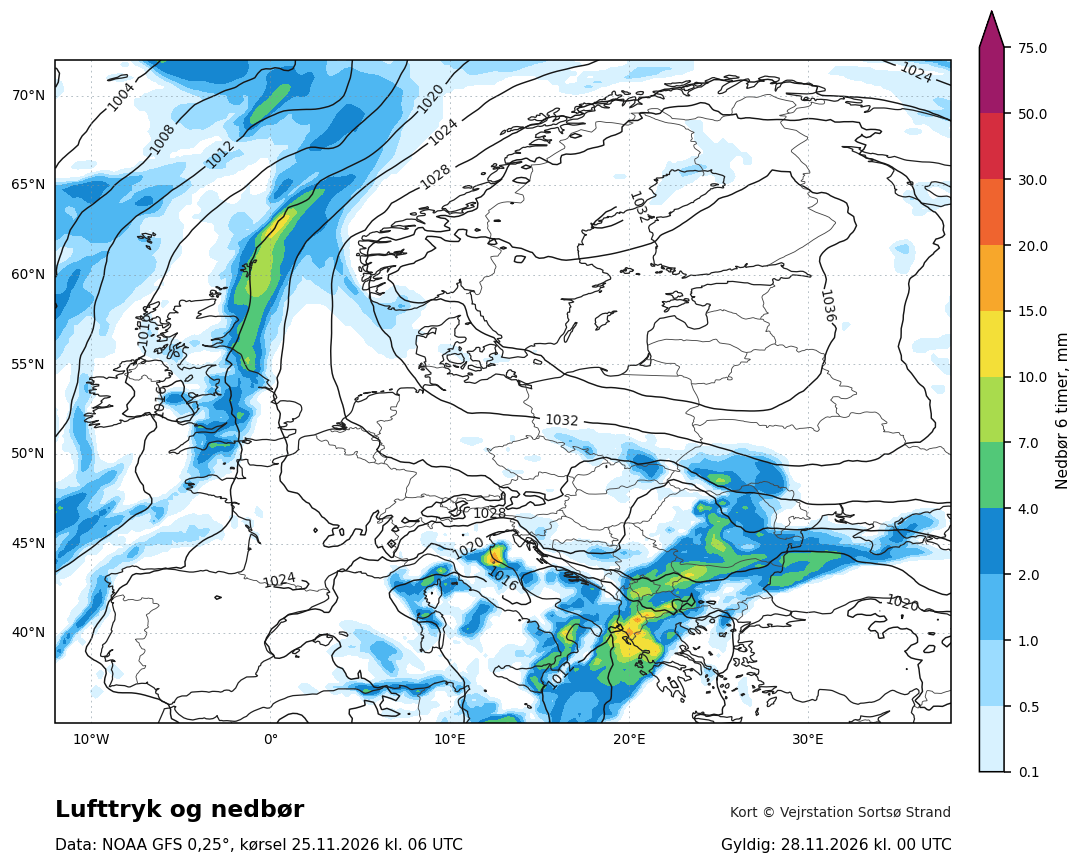 75.0
50.0
30.0
20.0
15.0
10.0
7.0
4.0
2.0
1.0
0.5
0.1
Nedbør 6 timer, mm
70°N
65°N
60°N
55°N
50°N
45°N
40°N
10°W
0°
10°E
20°E
30°E
1004
1008
1012
1020
1024
1028
1024
1032
1036
1016
1016
1032
1028
1020
1016
1024
1020
1012
Lufttryk og nedbør
Kort © Vejrstation Sortsø Strand
Data: NOAA GFS 0,25°, kørsel 25.11.2026 kl. 06 UTC
Gyldig: 28.11.2026 kl. 00 UTC